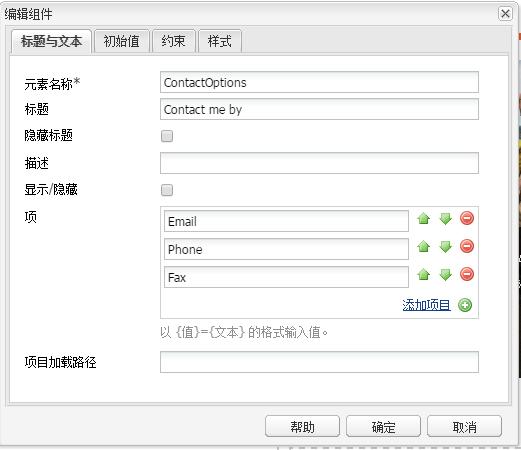 编辑组件
标题与文本 初始值 约束 样式
元素名称* ContactOptions
标题 Contact me by
隐藏标题
描述
显示/隐藏
项 Email
Phone
Fax
添加项目
以 {值}={文本} 的格式输入值。
项目加载路径
帮助 确定 取消